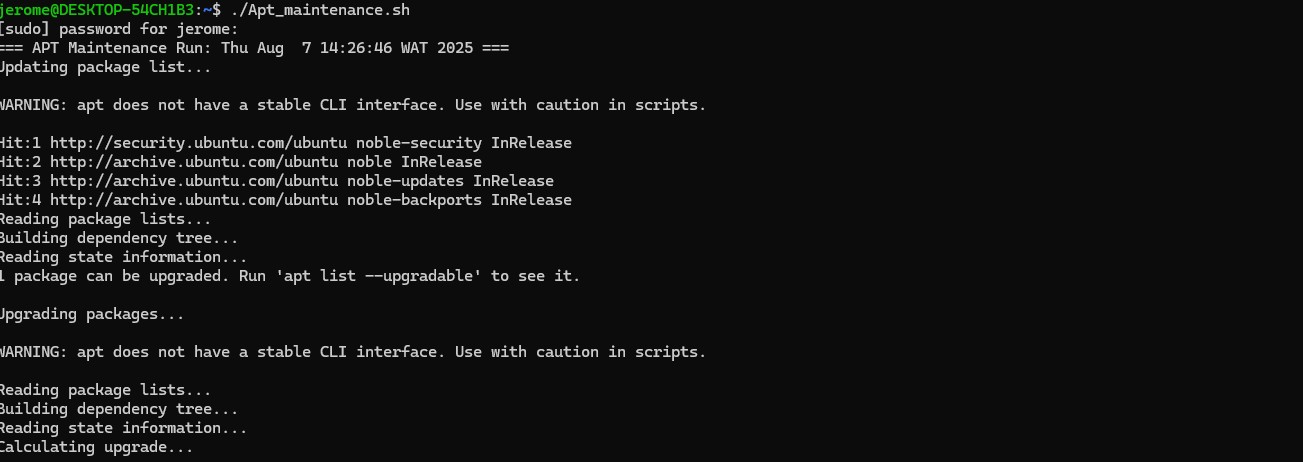 jerome@DESKTOP-54CH1B3:~$ ./Apt_maintenance.sh
[sudo] password for jerome:
=== APT Maintenance Run: Thu Aug  7 14:26:46 WAT 2025 ===
Updating package list...
WARNING: apt does not have a stable CLI interface. Use with caution in scripts.
Hit:1 http://security.ubuntu.com/ubuntu noble-security InRelease
Hit:2 http://archive.ubuntu.com/ubuntu noble InRelease
Hit:3 http://archive.ubuntu.com/ubuntu noble-updates InRelease
Hit:4 http://archive.ubuntu.com/ubuntu noble-backports InRelease
Reading package lists...
Building dependency tree...
Reading state information...
1 package can be upgraded. Run 'apt list --upgradable' to see it.
Upgrading packages...
WARNING: apt does not have a stable CLI interface. Use with caution in scripts.
Reading package lists...
Building dependency tree...
Reading state information...
Calculating upgrade...